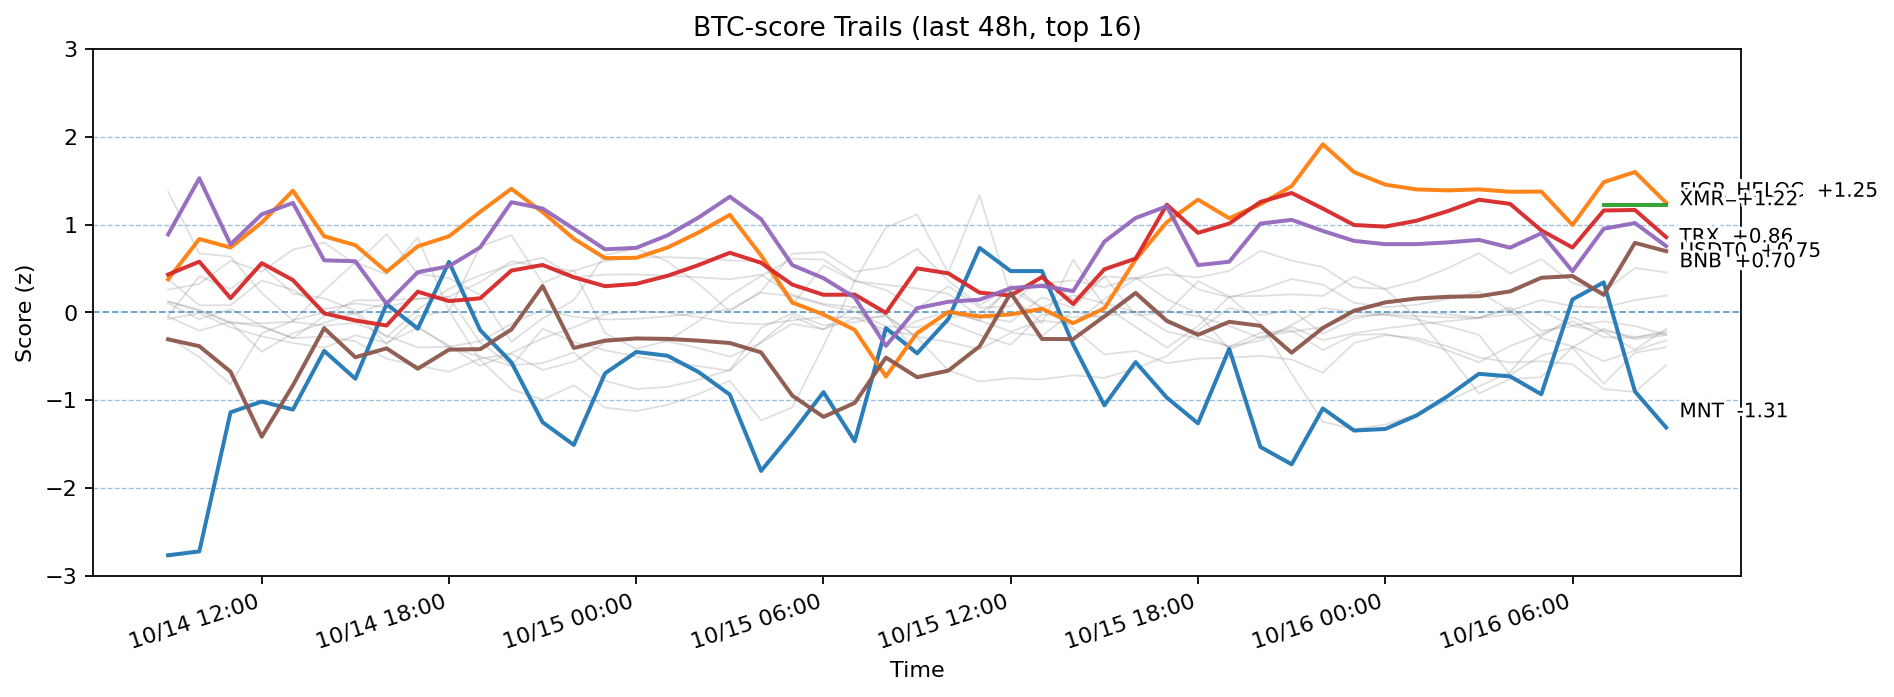 BTC-score Trails (last 48h, top 16)
Score (z)
3
2
1
0
−1
−2
−3
+1.25
XMR +1.22
TRX +0.86
USDT0 +0.75
BNB +0.70
MNT -1.31
10/14 12:00
10/14 18:00
10/15 00:00
10/15 06:00
10/15 12:00
10/15 18:00
10/16 00:00
10/16 06:00
Time